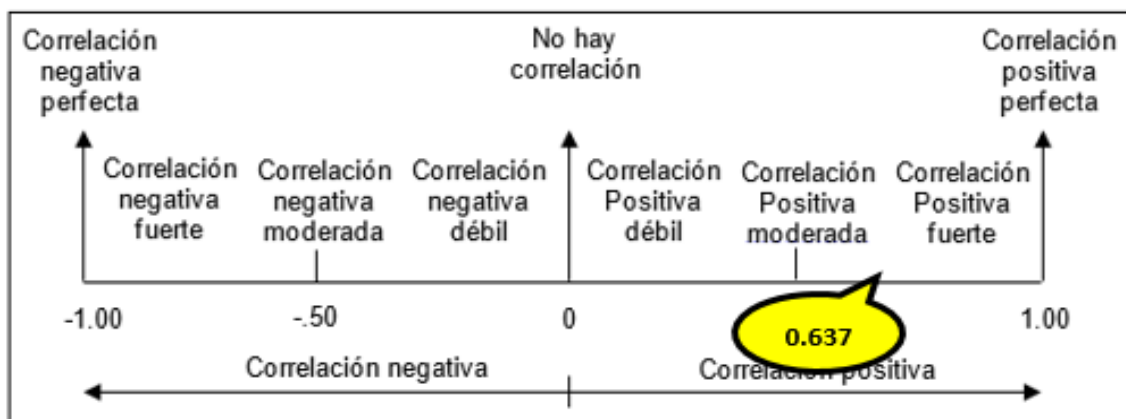 Correlación
negativa
perfecta
No hay
correlación
Correlación
positiva
perfecta
Correlación
negativa
fuerte
Correlación
negativa
moderada
Correlación
negativa
débil
Correlación
Positiva
débil
Correlación
Positiva
moderada
Correlación
Positiva
fuerte
-1.00
-.50
0
0.637
1.00
Correlación negativa
Correlación positiva